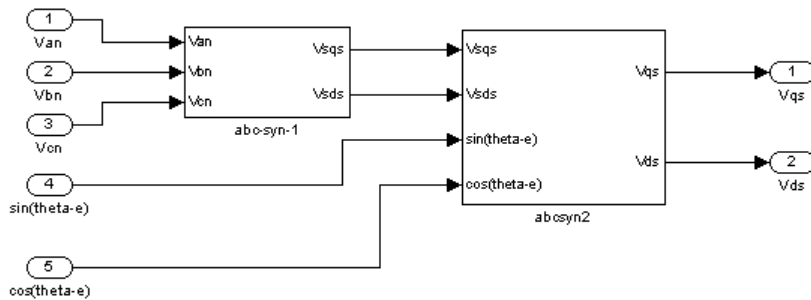 1
Van
2
Vbn
3
Vcn
4
sin(theta-e)
5
cos(theta-e)
Van
Vbn
Vcn
Vsqs
Vsds
abc-syn-1
Vsqs
Vsds
sin(theta-e)
cos(theta-e)
Vqs
Vds
abcsyn2
1
Vqs
2
Vds